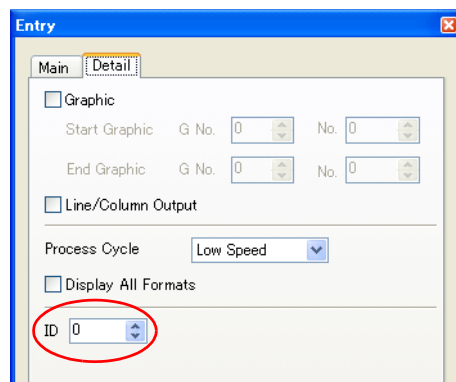 Entry
Main Detail
Graphic
Start Graphic G No. 0 No. 0
End Graphic G No. 0 No. 0
Line/Column Output
Process Cycle Low Speed
Display All Formats
ID 0